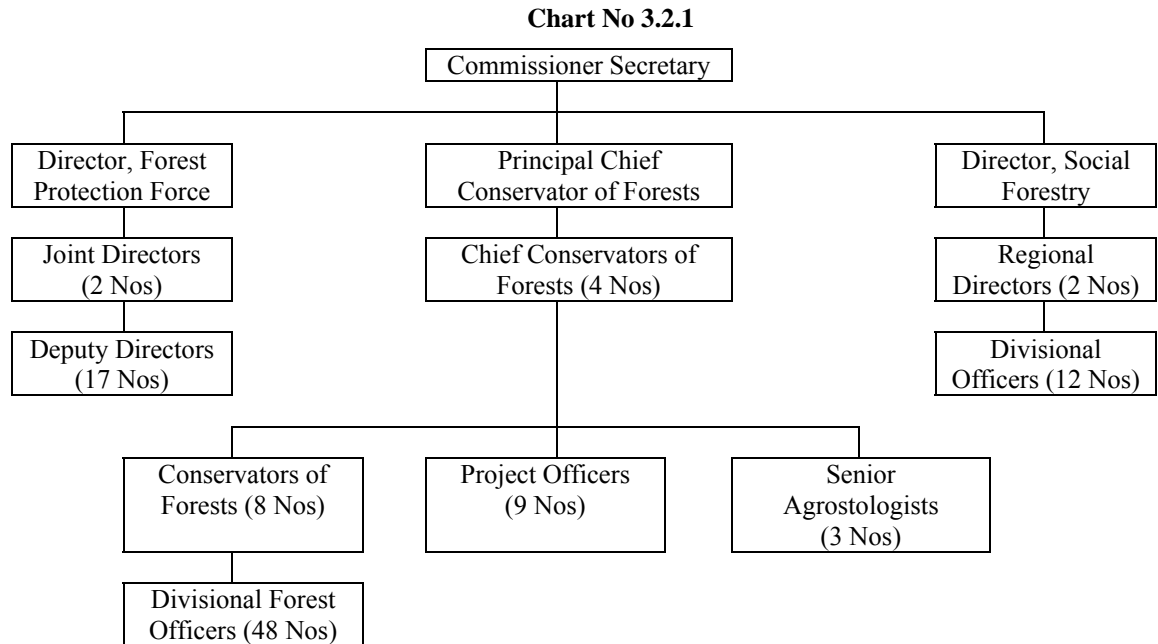 Chart No 3.2.1
Commissioner Secretary
Director, Forest
Protection Force
Principal Chief
Conservator of Forests
Director, Social
Forestry
Joint Directors
(2 Nos)
Chief Conservators of
Forests (4 Nos)
Regional
Directors (2 Nos)
Deputy Directors
(17 Nos)
Divisional
Officers (12 Nos)
Conservators of
Forests (8 Nos)
Project Officers
(9 Nos)
Senior
Agrostologists
(3 Nos)
Divisional Forest
Officers (48 Nos)